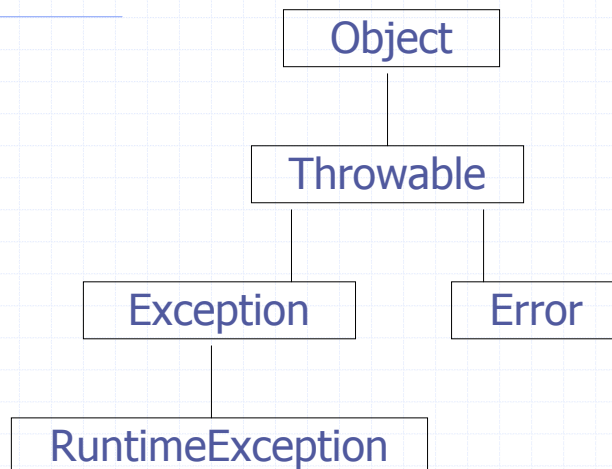 Object
Throwable
Exception
Error
RuntimeException